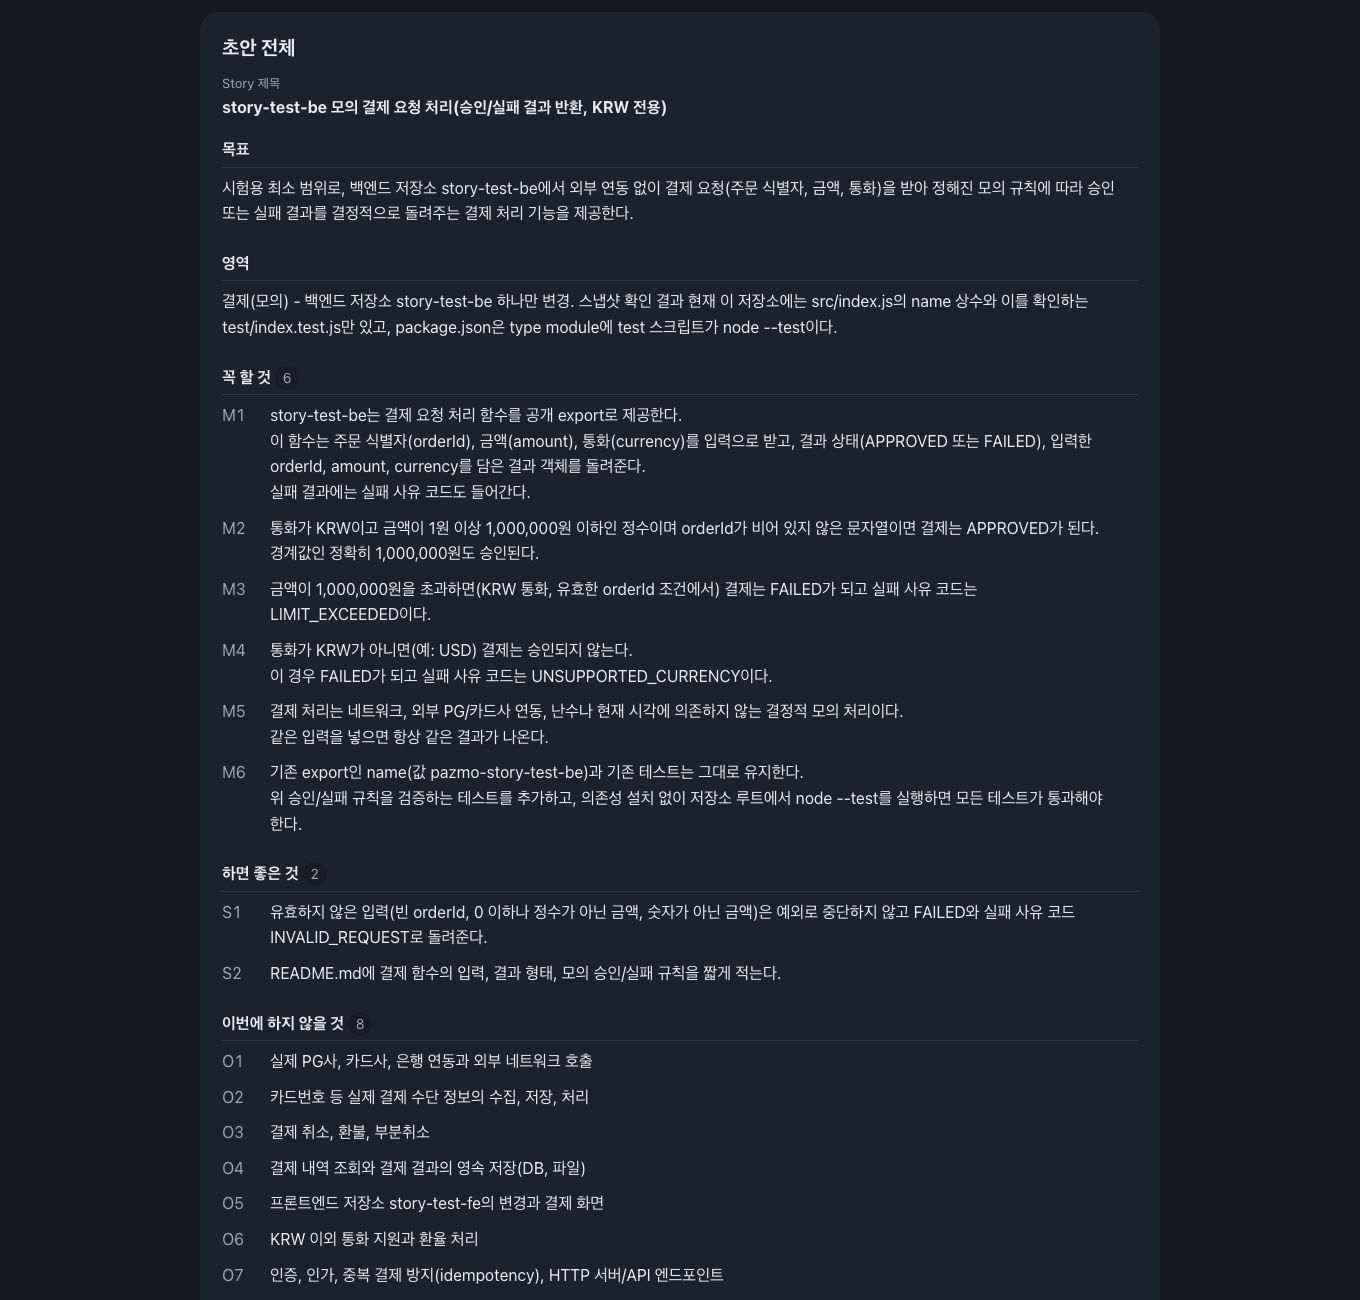 초안 전체
Story 제목
story-test-be 모의 결제 요청 처리(승인/실패 결과 반환, KRW 전용)
목표
시험용 최소 범위로, 백엔드 저장소 story-test-be에서 외부 연동 없이 결제 요청(주문 식별자, 금액, 통화)을 받아 정해진 모의 규칙에 따라 승인
또는 실패 결과를 결정적으로 돌려주는 결제 처리 기능을 제공한다.
영역
결제(모의) - 백엔드 저장소 story-test-be 하나만 변경. 스냅샷 확인 결과 현재 이 저장소에는 src/index.js의 name 상수와 이를 확인하는
test/index.test.js만 있고, package.json은 type module에 test 스크립트가 node --test이다.
꼭 할 것 6
M1 story-test-be는 결제 요청 처리 함수를 공개 export로 제공한다.
이 함수는 주문 식별자(orderId), 금액(amount), 통화(currency)를 입력으로 받고, 결과 상태(APPROVED 또는 FAILED), 입력한
orderId, amount, currency를 담은 결과 객체를 돌려준다.
실패 결과에는 실패 사유 코드도 들어간다.
M2 통화가 KRW이고 금액이 1원 이상 1,000,000원 이하인 정수이며 orderId가 비어 있지 않은 문자열이면 결제는 APPROVED가 된다.
경계값인 정확히 1,000,000원도 승인된다.
M3 금액이 1,000,000원을 초과하면(KRW 통화, 유효한 orderId 조건에서) 결제는 FAILED가 되고 실패 사유 코드는
LIMIT_EXCEEDED이다.
M4 통화가 KRW가 아니면(예: USD) 결제는 승인되지 않는다.
이 경우 FAILED가 되고 실패 사유 코드는 UNSUPPORTED_CURRENCY이다.
M5 결제 처리는 네트워크, 외부 PG/카드사 연동, 난수나 현재 시각에 의존하지 않는 결정적 모의 처리이다.
같은 입력을 넣으면 항상 같은 결과가 나온다.
M6 기존 export인 name(값 pazmo-story-test-be)과 기존 테스트는 그대로 유지한다.
위 승인/실패 규칙을 검증하는 테스트를 추가하고, 의존성 설치 없이 저장소 루트에서 node --test를 실행하면 모든 테스트가 통과해야
한다.
하면 좋은 것 2
S1 유효하지 않은 입력(빈 orderId, 0 이하나 정수가 아닌 금액, 숫자가 아닌 금액)은 예외로 중단하지 않고 FAILED와 실패 사유 코드
INVALID_REQUEST로 돌려준다.
S2 README.md에 결제 함수의 입력, 결과 형태, 모의 승인/실패 규칙을 짧게 적는다.
이번에 하지 않을 것 8
O1 실제 PG사, 카드사, 은행 연동과 외부 네트워크 호출
O2 카드번호 등 실제 결제 수단 정보의 수집, 저장, 처리
O3 결제 취소, 환불, 부분취소
O4 결제 내역 조회와 결제 결과의 영속 저장(DB, 파일)
O5 프론트엔드 저장소 story-test-fe의 변경과 결제 화면
O6 KRW 이외 통화 지원과 환율 처리
O7 인증, 인가, 중복 결제 방지(idempotency), HTTP 서버/API 엔드포인트